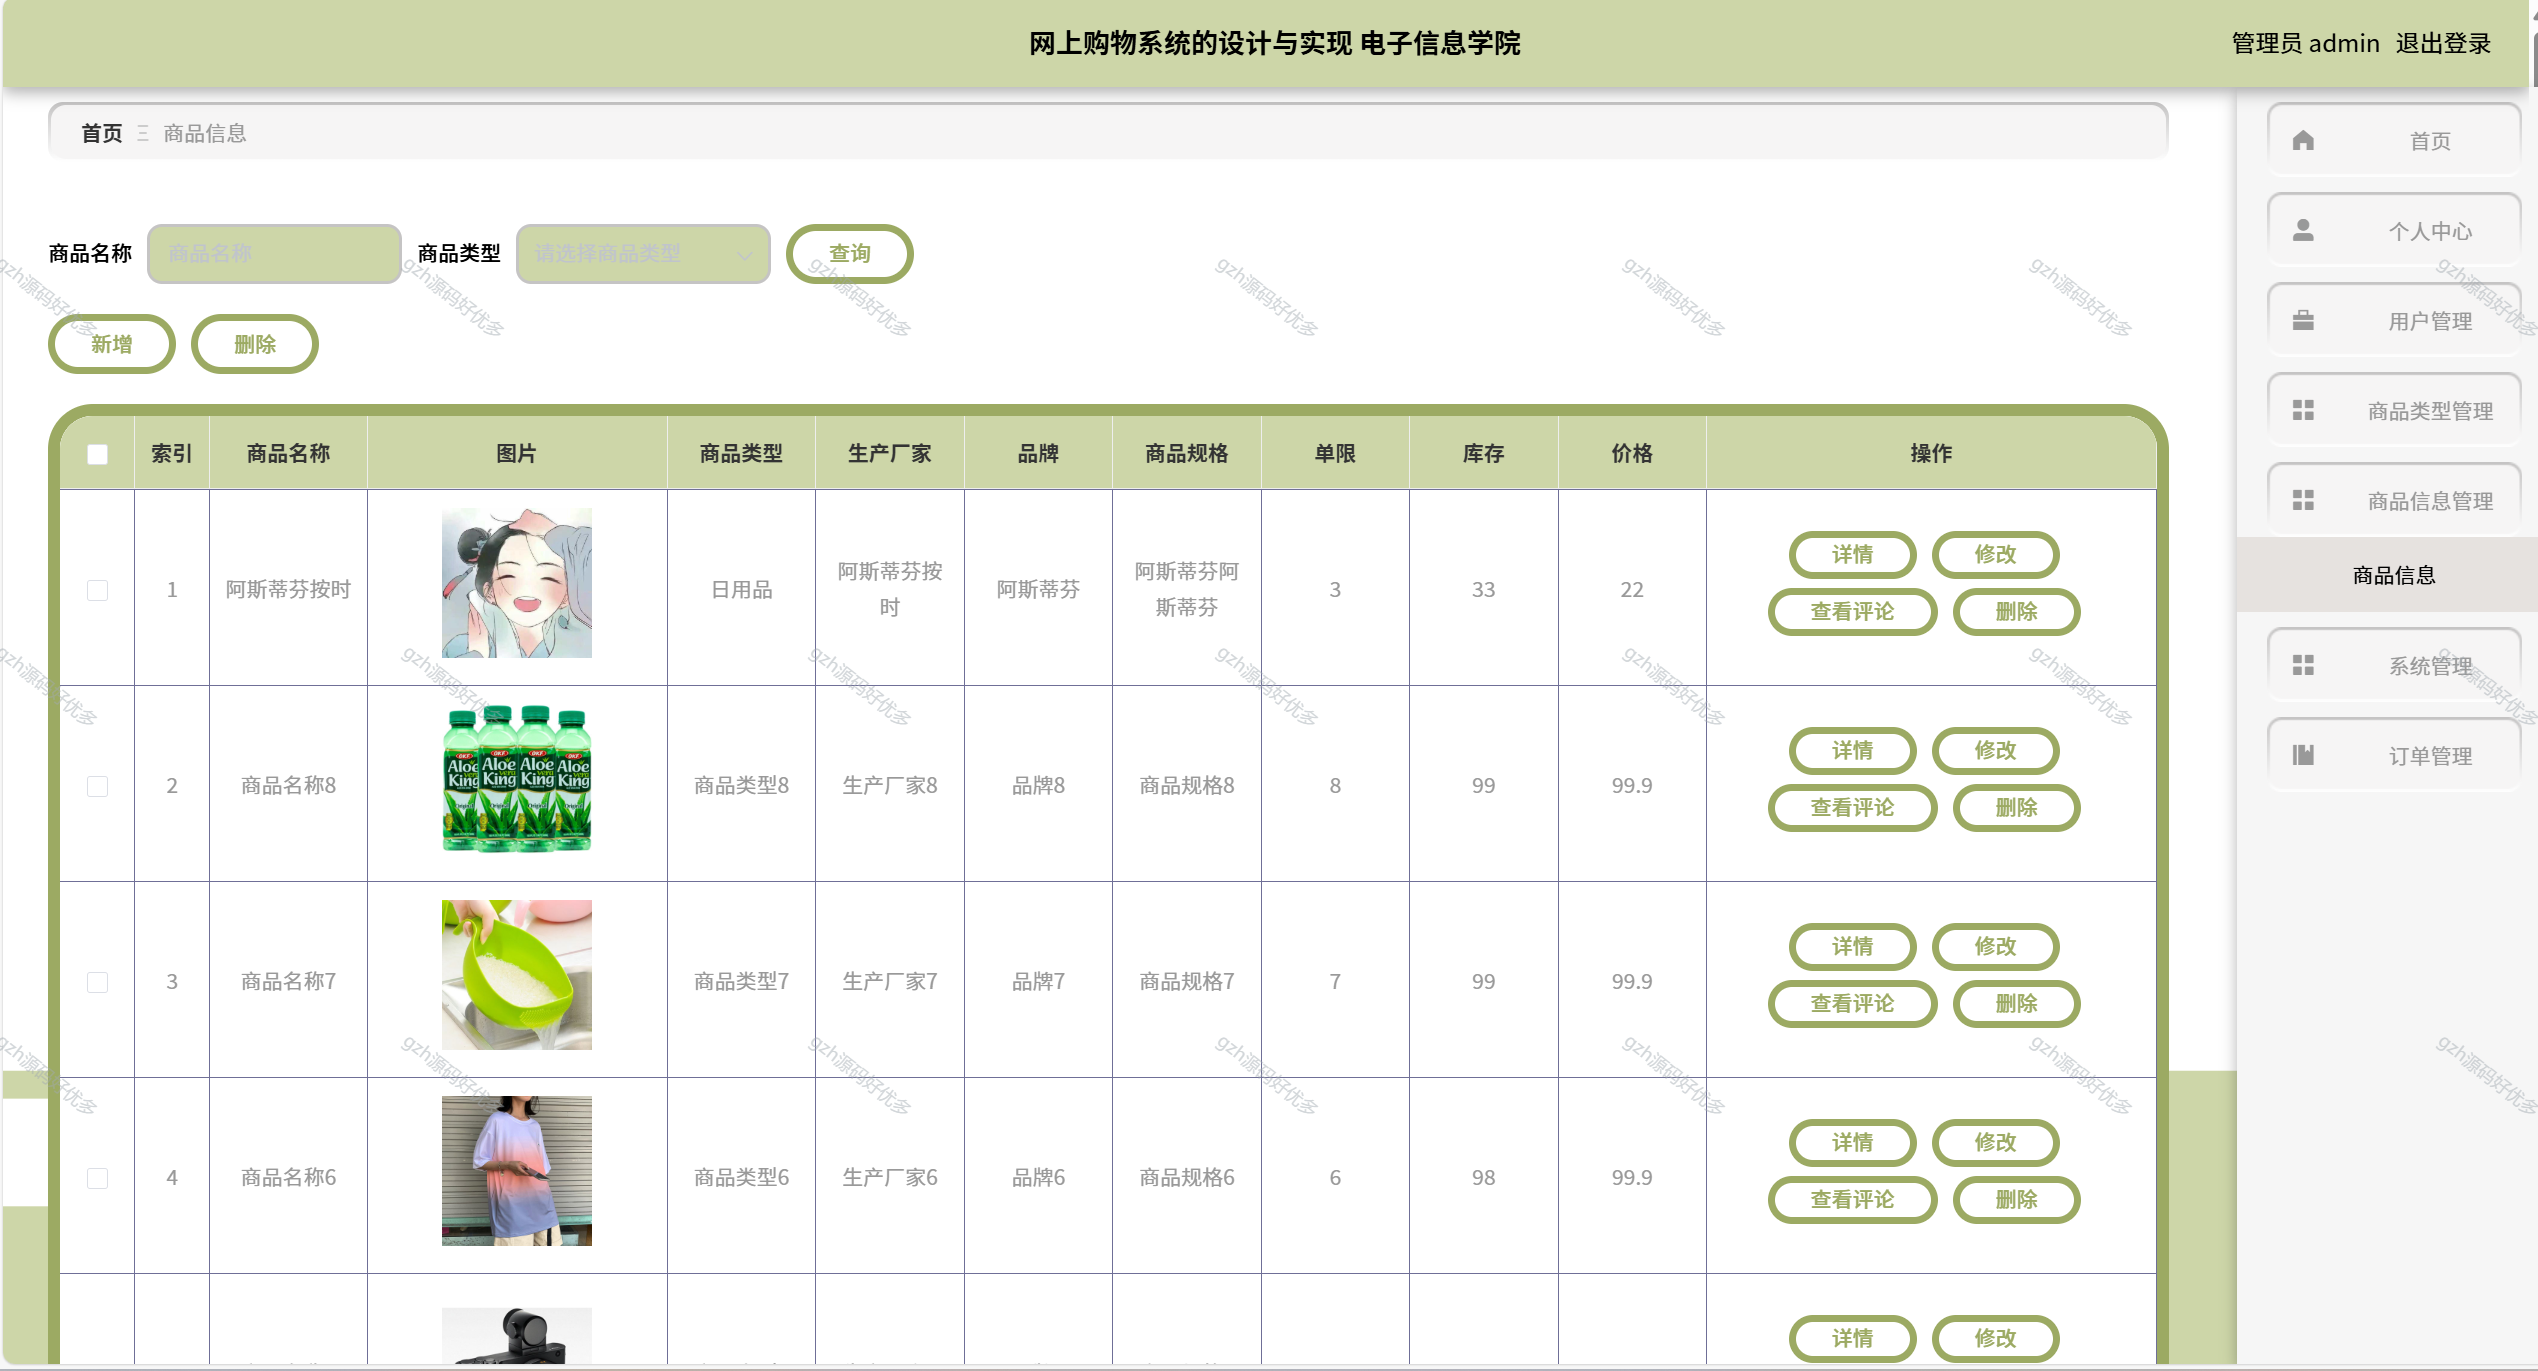 网上购物系统的设计与实现 电子信息学院
管理员 admin 退出登录
首页 商品信息
商品名称 商品名称 商品类型 请选择商品类型 查询
新增 删除
索引 商品名称 图片 商品类型 生产厂家 品牌 商品规格 单限 库存 价格 操作
1 阿斯蒂芬按时 日用品 阿斯蒂芬按时 阿斯蒂芬 阿斯蒂芬阿斯蒂芬 3 33 22
详情 修改
查看评论 删除
OKF Aloe vera King Original
2 商品名称8 商品类型8 生产厂家8 品牌8 商品规格8 8 99 99.9
详情 修改
查看评论 删除
3 商品名称7 商品类型7 生产厂家7 品牌7 商品规格7 7 99 99.9
详情 修改
查看评论 删除
4 商品名称6 商品类型6 生产厂家6 品牌6 商品规格6 6 98 99.9
详情 修改
查看评论 删除
详情 修改
首页
个人中心
用户管理
商品类型管理
商品信息管理
商品信息
系统管理
订单管理
gzh源码好优多